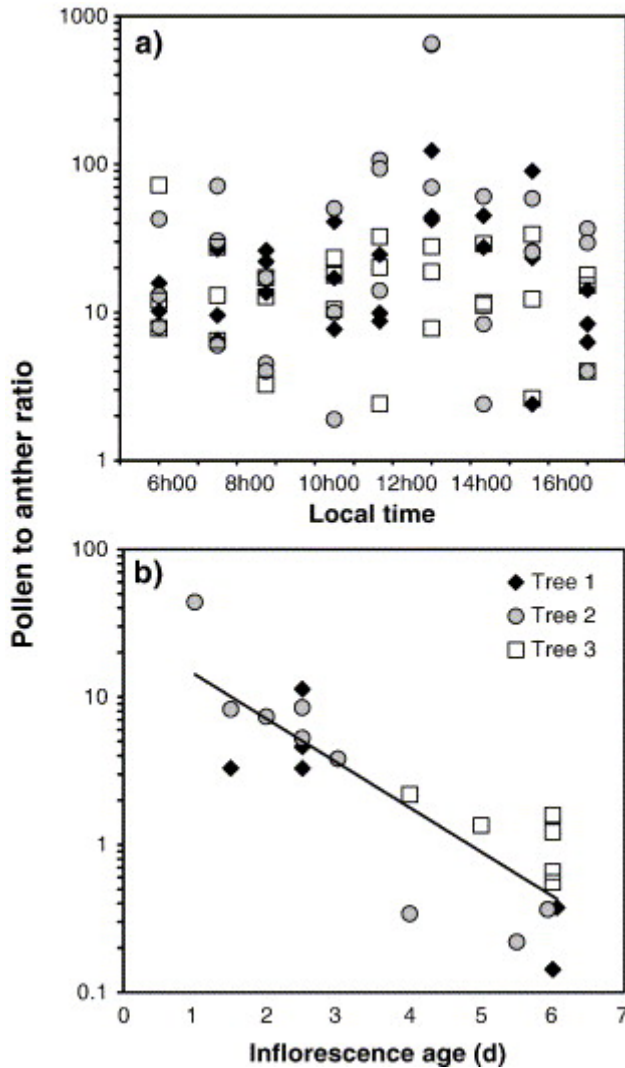 1000
a)
100
10
1
6h00 8h00 10h00 12h00 14h00 16h00
Local time
Pollen to anther ratio
100
b)
Tree 1
Tree 2
Tree 3
10
1
0.1
0 1 2 3 4 5 6 7
Inflorescence age (d)